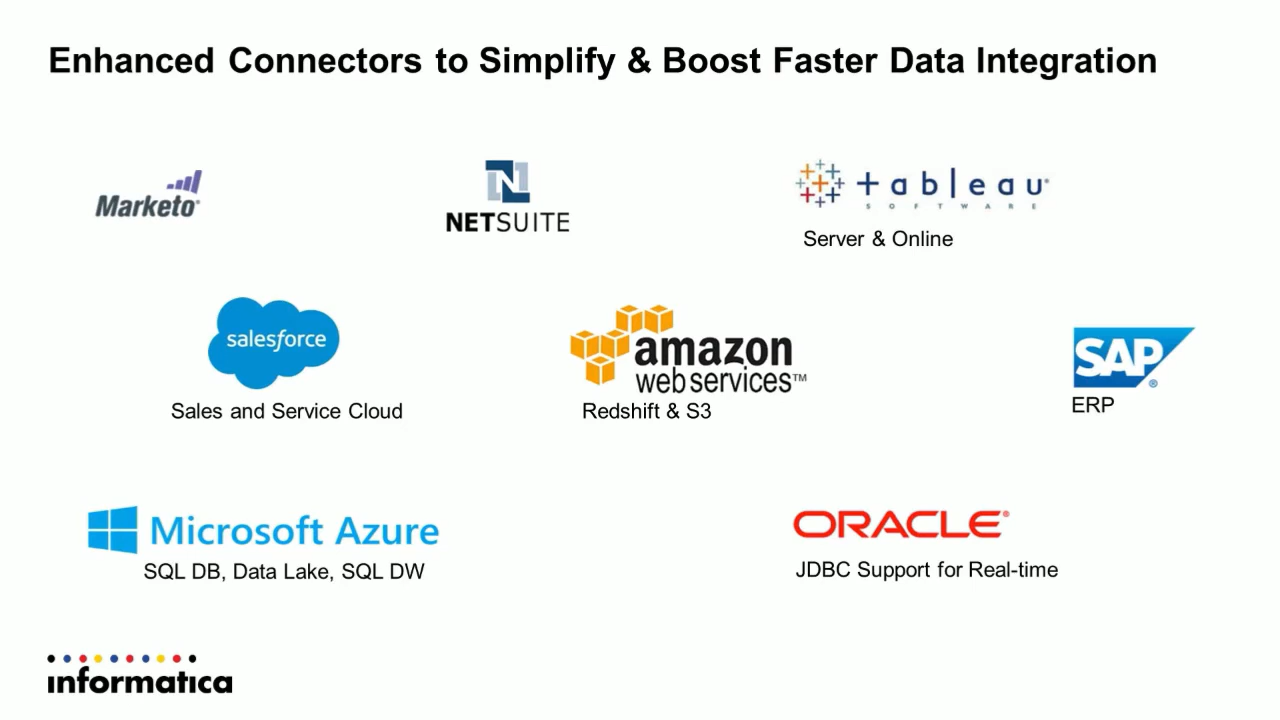 Enhanced Connectors to Simplify & Boost Faster Data Integration
Marketo®
NETSUITE
tableau®
SOFTWARE
Server & Online
salesforce
Sales and Service Cloud
amazon
webservices™
Redshift & S3
SAP®
ERP
Microsoft Azure
SQL DB, Data Lake, SQL DW
ORACLE®
JDBC Support for Real-time
informatica